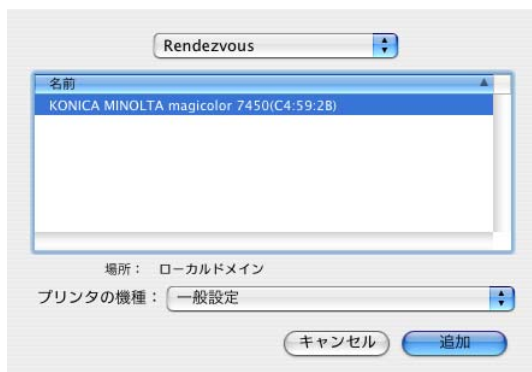 Rendezvous
名前
KONICA MINOLTA magicolor 7450(C4:59:2B)
場所： ローカルドメイン
プリンタの機種： 一般設定
キャンセル 追加